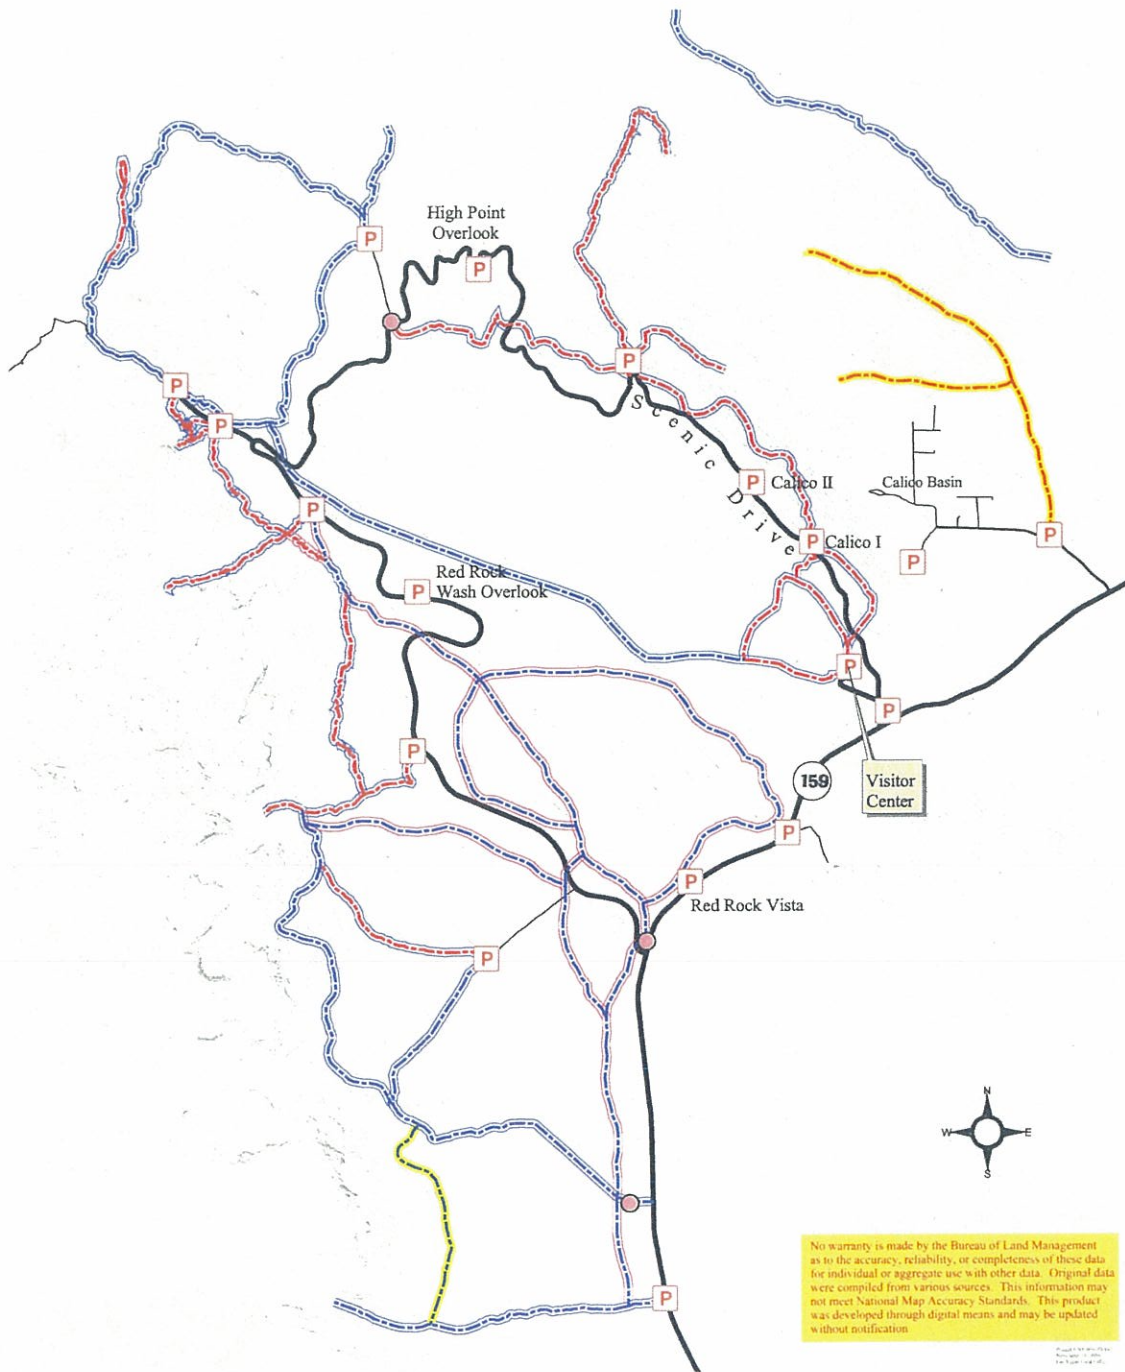 High Point
Overlook
P
P
P
P
P
Scenic Drive
P
Calico II
Calico Basin
P
P
Calico I
P
P
Red Rock
Wash Overlook
P
P
P
P
159
Visitor
Center
P
P
Red Rock Vista
P
N
W
E
S
No warranty is made by the Bureau of Land Management
as to the accuracy, reliability, or completeness of these data
for individual or aggregate use with other data. Original data
were compiled from various sources. This information may
not meet National Map Accuracy Standards. This product
was developed through digital means and may be updated
without notification
P